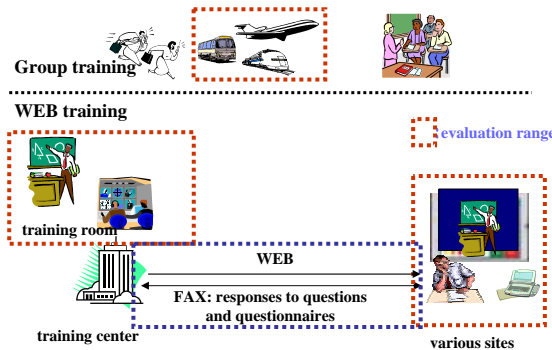 Group training
WEB training
evaluation range
training room
WEB
FAX: responses to questions
and questionnaires
training center
various sites